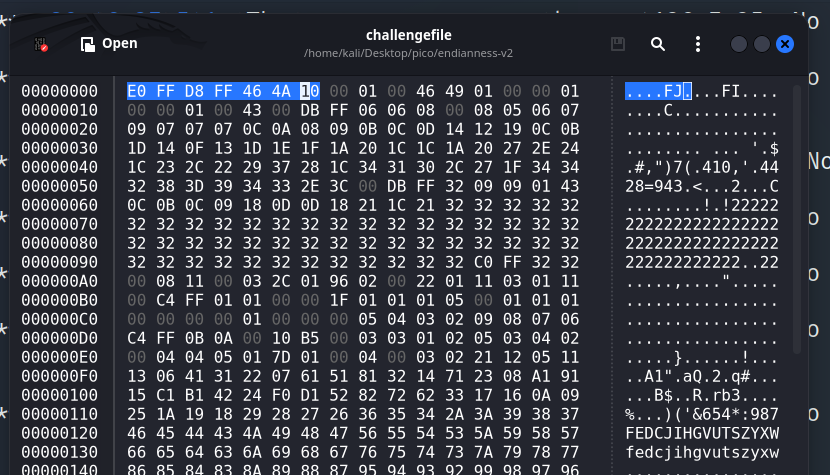 challengefile
Open
/home/kali/Desktop/pico/endianness-v2
00000000 E0 FF D8 FF 46 4A 10 00 01 00 46 49 01 00 00 01 ....FJ....FI....
00000010 00 00 01 00 43 00 DB FF 06 06 08 00 08 05 06 07 ....C...........
00000020 09 07 07 07 0C 0A 08 09 0B 0C 0D 14 12 19 0C 0B ................
00000030 1D 14 0F 13 1D 1E 1F 1A 20 1C 1C 1A 20 27 2E 24 ........ ... '.$
00000040 1C 23 2C 22 29 37 28 1C 34 31 30 2C 27 1F 34 34 .#,")7(.410,'.44
00000050 32 38 3D 39 34 33 2E 3C 00 DB FF 32 09 09 01 43 28=943.<...2...C
00000060 0C 0B 0C 09 18 0D 0D 18 21 1C 21 32 32 32 32 32 ........!.!22222
00000070 32 32 32 32 32 32 32 32 32 32 32 32 32 32 32 32 2222222222222222
00000080 32 32 32 32 32 32 32 32 32 32 32 32 32 32 32 32 2222222222222222
00000090 32 32 32 32 32 32 32 32 32 32 32 32 C0 FF 32 32 222222222222..22
000000A0 00 08 11 00 03 2C 01 96 02 00 22 01 11 03 01 11 .....,....".....
000000B0 00 C4 FF 01 01 00 00 1F 01 01 01 05 00 01 01 01 ................
000000C0 00 00 00 00 01 00 00 00 05 04 03 02 09 08 07 06 ................
000000D0 C4 FF 0B 0A 00 10 B5 00 03 03 01 02 05 03 04 02 ................
000000E0 00 04 04 05 01 7D 01 00 04 00 03 02 21 12 05 11 .....}......!...
000000F0 13 06 41 31 22 07 61 51 81 32 14 71 23 08 A1 91 ..A1".aQ.2.q#...
00000100 15 C1 B1 42 24 F0 D1 52 82 72 62 33 17 16 0A 09 ...B$..R.rb3....
00000110 25 1A 19 18 29 28 27 26 36 35 34 2A 3A 39 38 37 %...)('&654*:987
00000120 46 45 44 43 4A 49 48 47 56 55 54 53 5A 59 58 57 FEDCJIHGVUTSZYXW
00000130 66 65 64 63 6A 69 68 67 76 75 74 73 7A 79 78 77 fedcjihgvutszyxw
00000140 86 85 84 83 8A 89 88 87 94 93 92 99 98 97 96